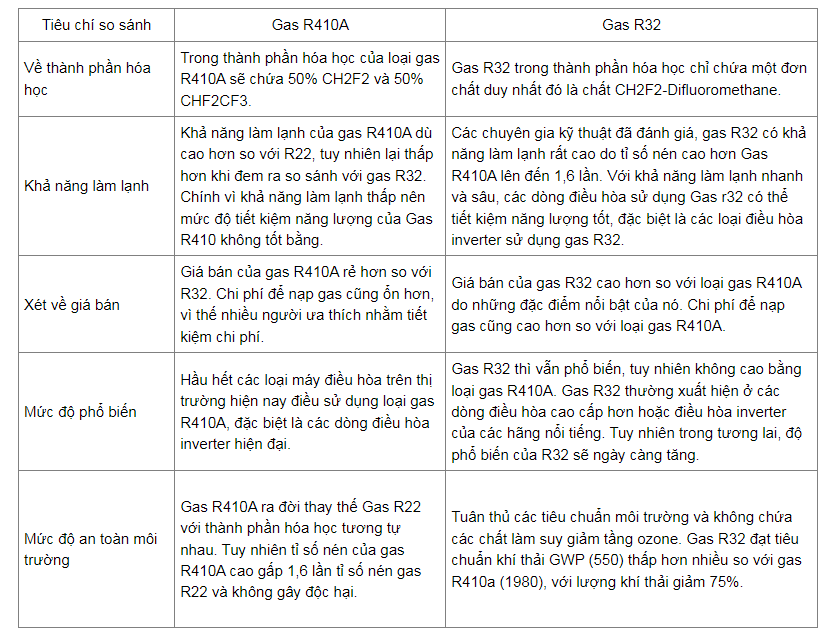 Tiêu chí so sánh
Gas R410A
Gas R32
Về thành phần hóa
học
Trong thành phần hóa học của loại gas
R410A sẽ chứa 50% CH2F2 và 50%
CHF2CF3.
Gas R32 trong thành phần hóa học chỉ chứa một đơn
chất duy nhất đó là chất CH2F2-Difluoromethane.
Khả năng làm lạnh
Khả năng làm lạnh của gas R410A dù
cao hơn so với R22, tuy nhiên lại thấp
hơn khi đem ra so sánh với gas R32.
Chính vì khả năng làm lạnh thấp nên
mức độ tiết kiệm năng lượng của Gas
R410 không tốt bằng.
Các chuyên gia kỹ thuật đã đánh giá, gas R32 có khả
năng làm lạnh rất cao do tỉ số nén cao hơn Gas
R410A lên đến 1,6 lần. Với khả năng làm lạnh nhanh
và sâu, các dòng điều hòa sử dụng Gas r32 có thể
tiết kiệm năng lượng tốt, đặc biệt là các loại điều hòa
inverter sử dụng gas R32.
Xét về giá bán
Giá bán của gas R410A rẻ hơn so với
R32. Chi phí để nạp gas cũng ổn hơn,
vì thế nhiều người ưa thích nhằm tiết
kiệm chi phí.
Giá bán của gas R32 cao hơn so với loại gas R410A
do những đặc điểm nổi bật của nó. Chi phí để nạp
gas cũng cao hơn so với loại gas R410A.
Mức độ phổ biến
Hầu hết các loại máy điều hòa trên thị
trường hiện nay điều sử dụng loại gas
R410A, đặc biệt là các dòng điều hòa
inverter hiện đại.
Gas R32 thì vẫn phổ biến, tuy nhiên không cao bằng
loại gas R410A. Gas R32 thường xuất hiện ở các
dòng điều hòa cao cấp hơn hoặc điều hòa inverter
của các hãng nổi tiếng. Tuy nhiên trong tương lai, độ
phổ biến của R32 sẽ ngày càng tăng.
Mức độ an toàn môi
trường
Gas R410A ra đời thay thế Gas R22
với thành phần hóa học tương tự
nhau. Tuy nhiên tỉ số nén của gas
R410A cao gấp 1,6 lần tỉ số nén gas
R22 và không gây độc hại.
Tuân thủ các tiêu chuẩn môi trường và không chứa
các chất làm suy giảm tầng ozone. Gas R32 đạt tiêu
chuẩn khí thải GWP (550) thấp hơn nhiều so với gas
R410a (1980), với lượng khí thải giảm 75%.